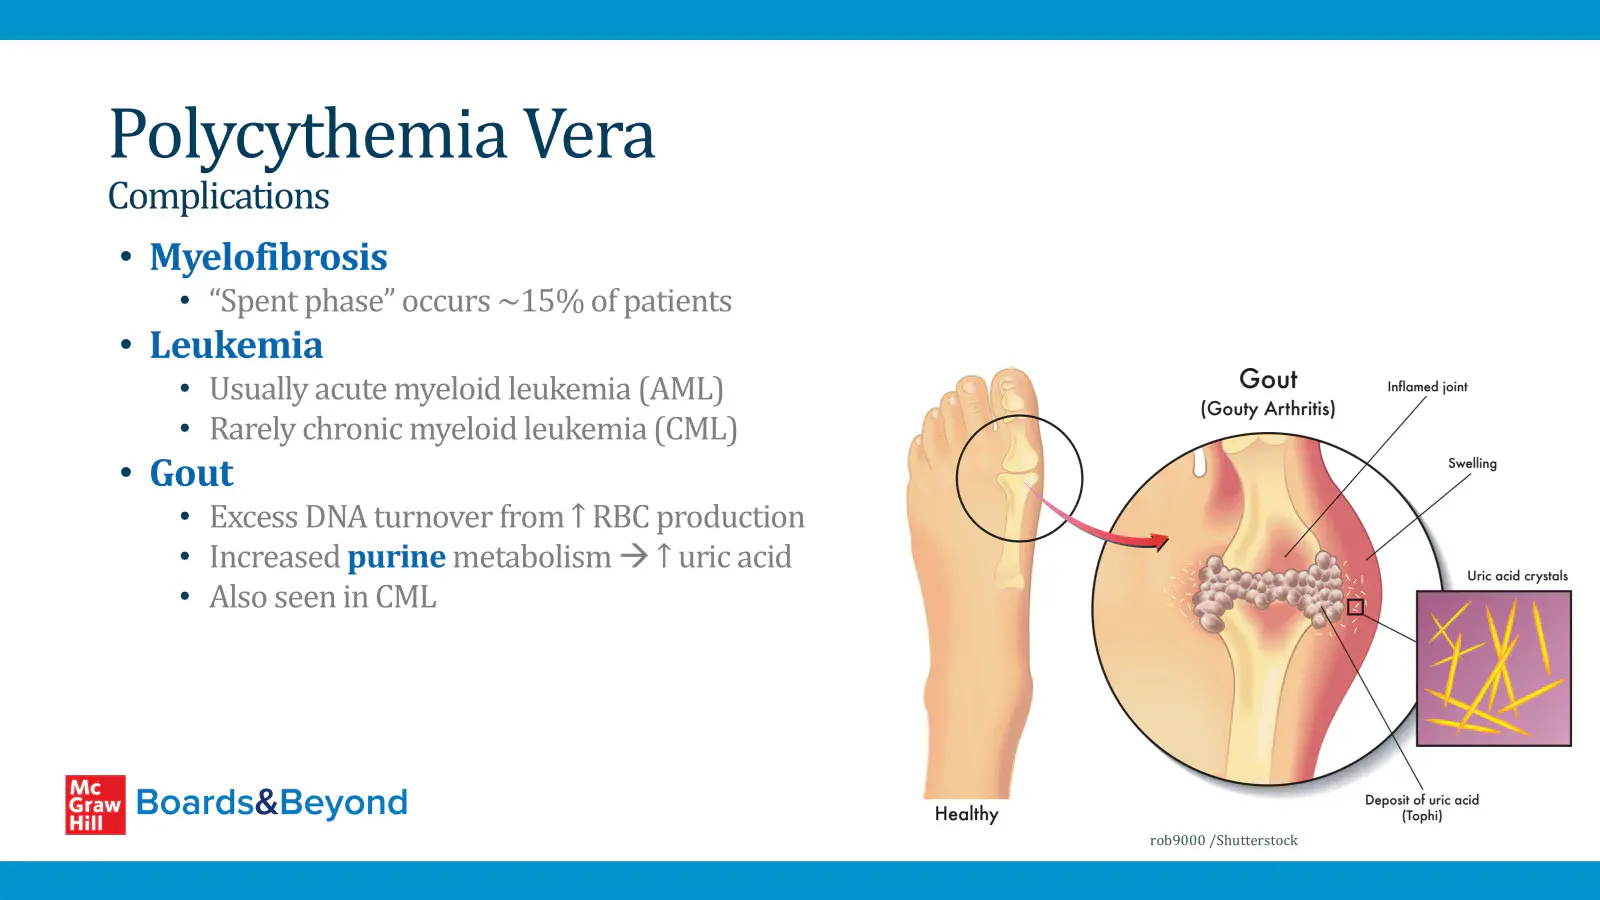 Polycythemia Vera
Complications
• Myelofibrosis
• “Spent phase” occurs ~15% of patients
• Leukemia
• Usually acute myeloid leukemia (AML)
• Rarely chronic myeloid leukemia (CML)
• Gout
• Excess DNA turnover from ↑ RBC production
• Increased purine metabolism → ↑ uric acid
• Also seen in CML
Gout
(Gouty Arthritis)
Inflamed joint
Swelling
Uric acid crystals
Deposit of uric acid
(Tophi)
Healthy
rob9000 /Shutterstock
Mc
Graw
Hill
Boards&Beyond